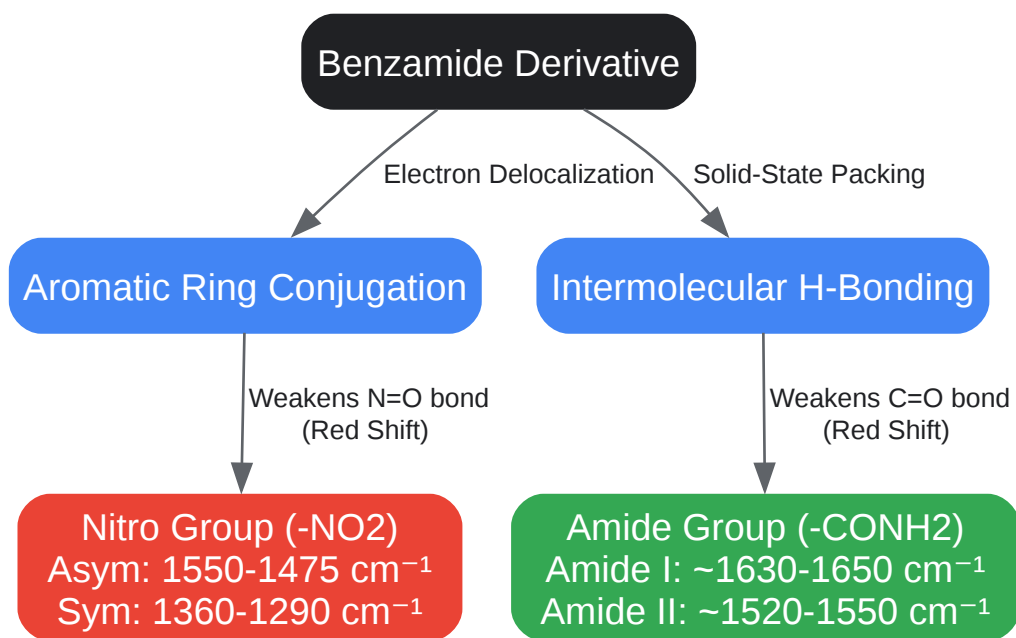 Benzamide Derivative
Electron Delocalization
Solid-State Packing
Aromatic Ring Conjugation
Intermolecular H-Bonding
Weakens N=O bond
(Red Shift)
Weakens C=O bond
(Red Shift)
Nitro Group (-NO2)
Asym: 1550-1475 cm⁻¹
Sym: 1360-1290 cm⁻¹
Amide Group (-CONH2)
Amide I: ~1630-1650 cm⁻¹
Amide II: ~1520-1550 cm⁻¹